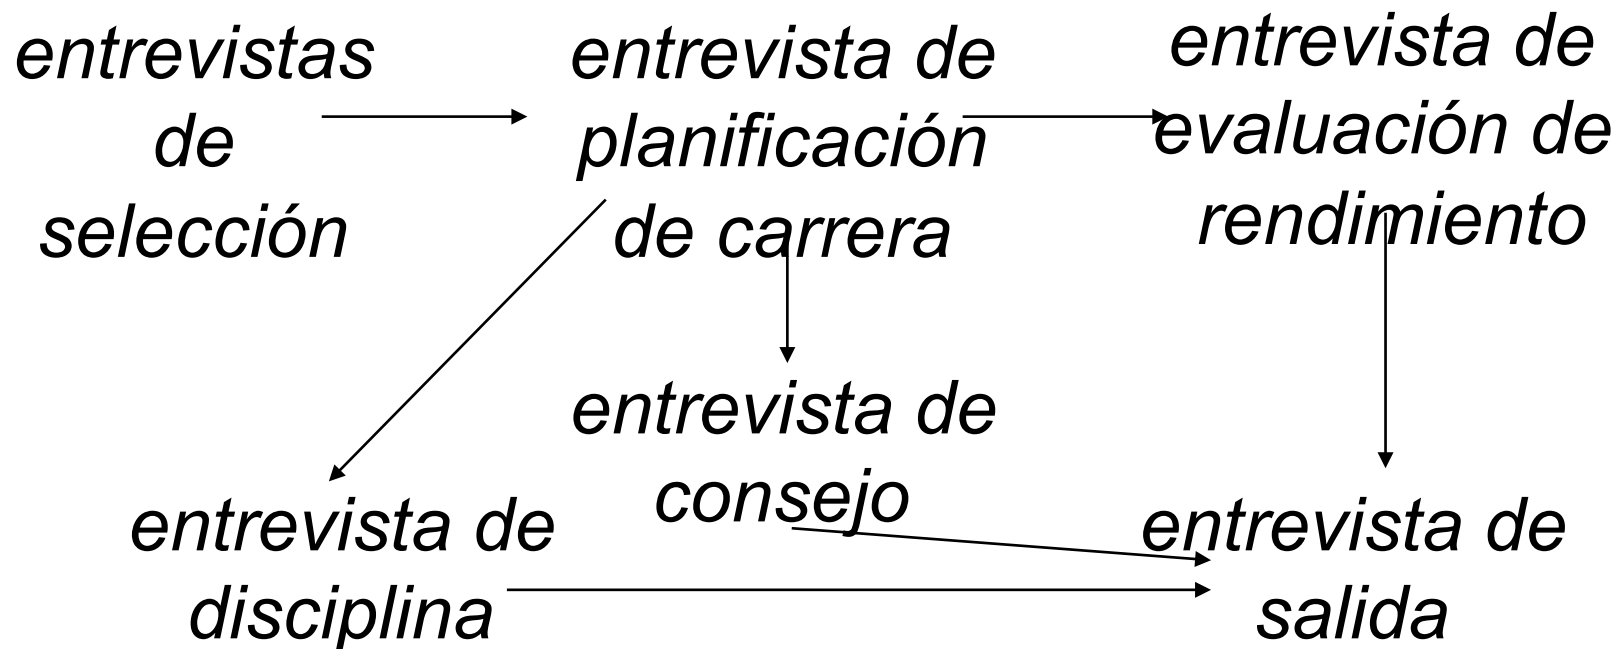 entrevistas
de
selección
entrevista de
planificación
de carrera
entrevista de
evaluación de
rendimiento
entrevista de
consejo
entrevista de
disciplina
entrevista de
salida